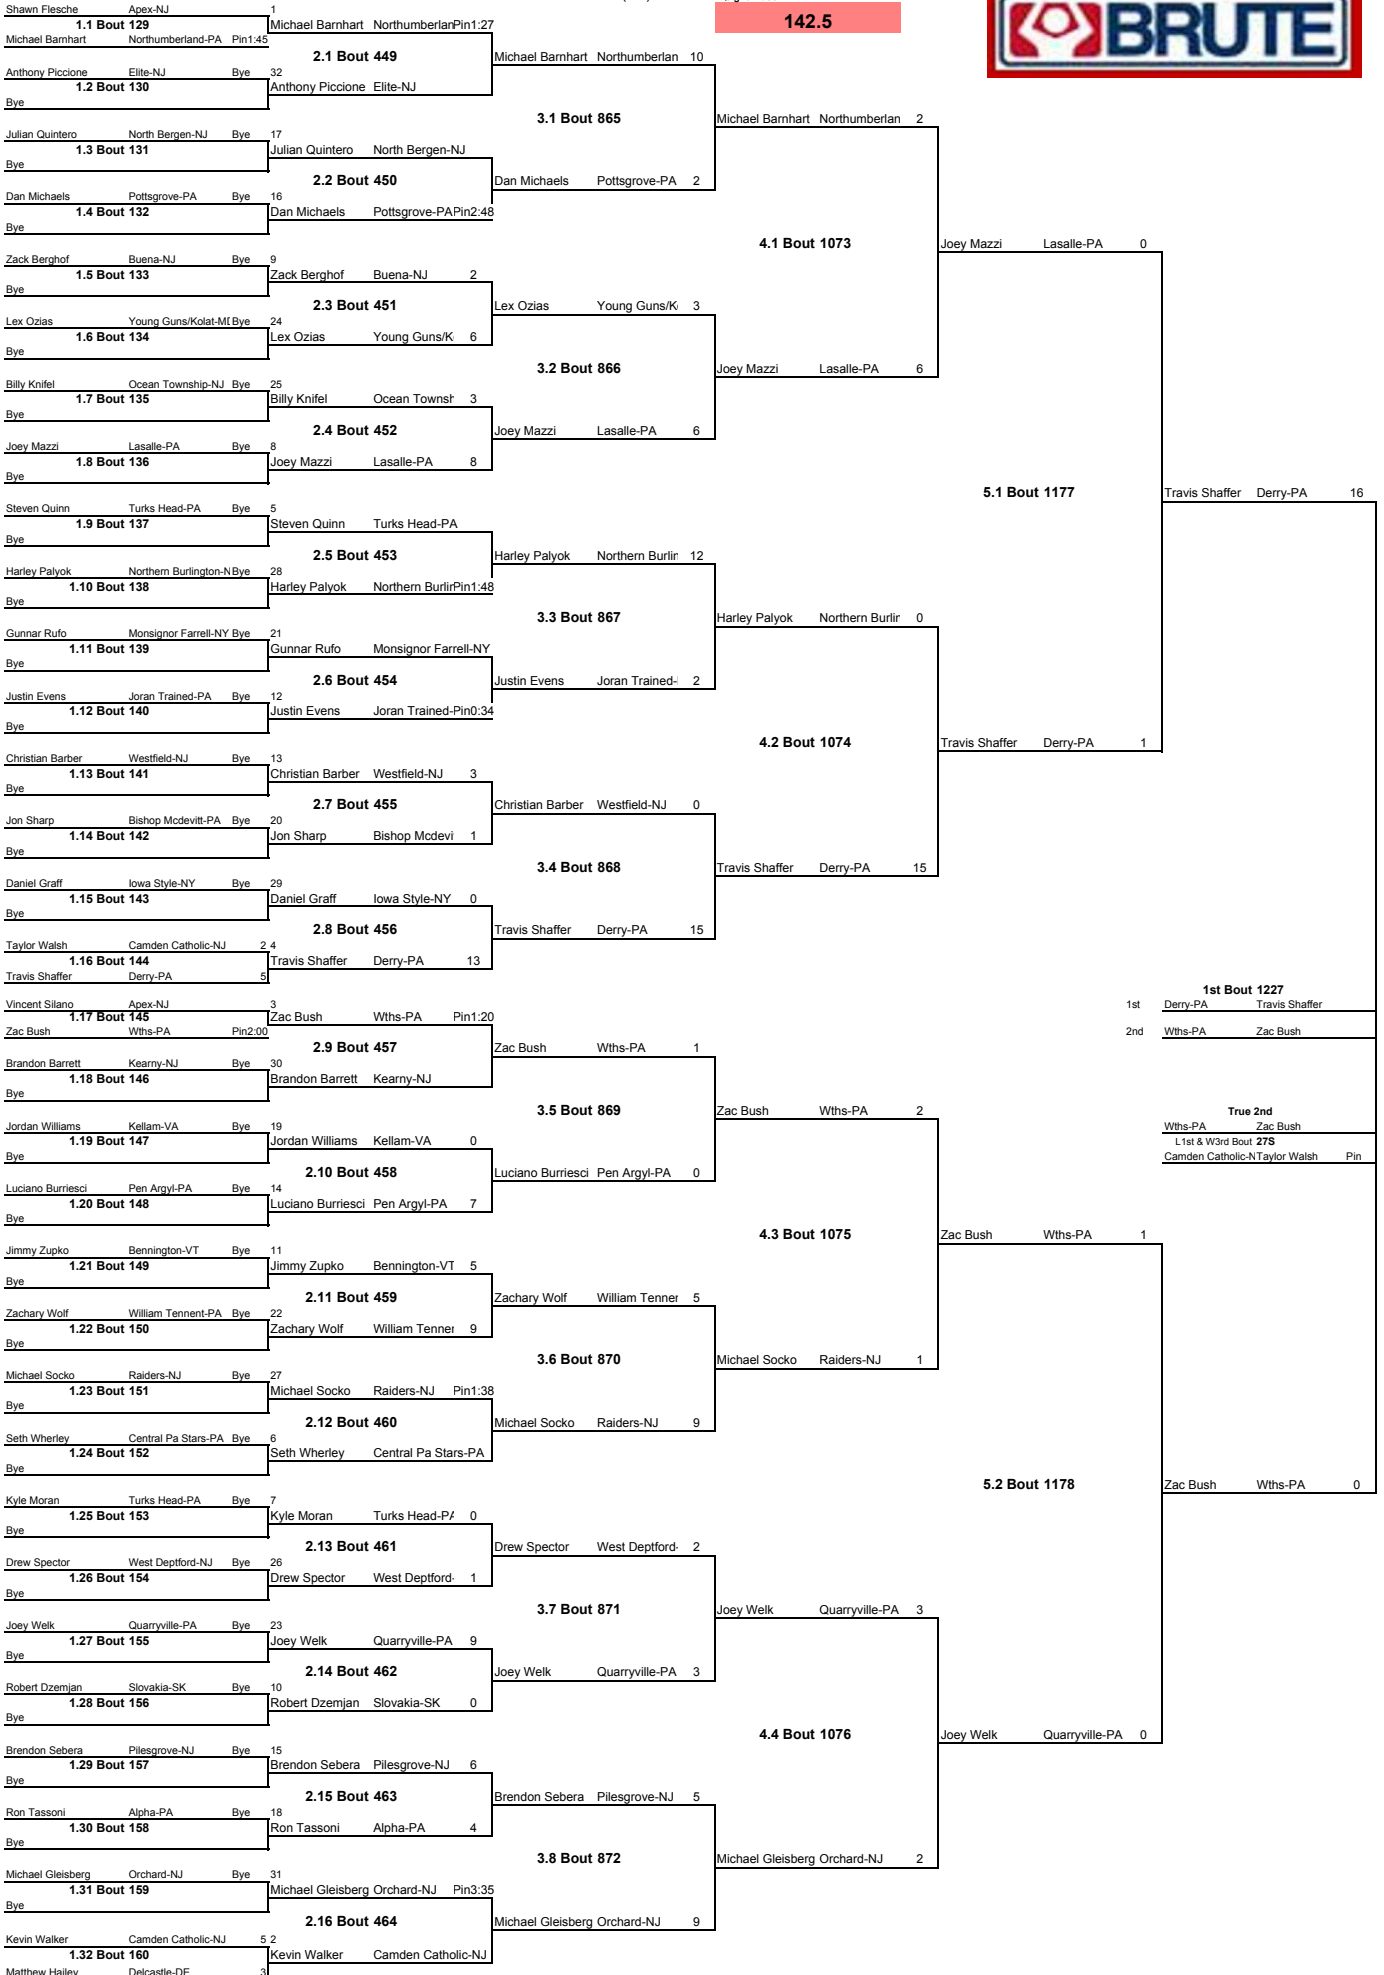 142.5
BRUTE
Shawn Flesche Apex-NJ 1
1.1 Bout 129
Michael Barnhart Northumberland-PA Pin1:45
Anthony Piccione Elite-NJ Bye 32
1.2 Bout 130
Bye
Julian Quintero North Bergen-NJ Bye 17
1.3 Bout 131
Bye
Dan Michaels Pottsgrove-PA Bye 16
1.4 Bout 132
Bye
Zack Berghof Buena-NJ Bye 9
1.5 Bout 133
Bye
Lex Ozias Young Guns/Kolat-MD Bye 24
1.6 Bout 134
Bye
Billy Knifel Ocean Township-NJ Bye 25
1.7 Bout 135
Bye
Joey Mazzi Lasalle-PA Bye 8
1.8 Bout 136
Bye
Steven Quinn Turks Head-PA Bye 5
1.9 Bout 137
Bye
Harley Palyok Northern Burlington-N Bye 28
1.10 Bout 138
Bye
Gunnar Rufo Monsignor Farrell-NY Bye 21
1.11 Bout 139
Bye
Justin Evens Joran Trained-PA Bye 12
1.12 Bout 140
Bye
Christian Barber Westfield-NJ Bye 13
1.13 Bout 141
Bye
Jon Sharp Bishop Mcdevitt-PA Bye 20
1.14 Bout 142
Bye
Daniel Graff Iowa Style-NY Bye 29
1.15 Bout 143
Bye
Taylor Walsh Camden Catholic-NJ 2 4
1.16 Bout 144
Travis Shaffer Derry-PA 5
Vincent Silano Apex-NJ 3
1.17 Bout 145
Zac Bush Wths-PA Pin2:00
Brandon Barrett Kearny-NJ Bye 30
1.18 Bout 146
Bye
Jordan Williams Kellam-VA Bye 19
1.19 Bout 147
Bye
Luciano Burriesci Pen Argyl-PA Bye 14
1.20 Bout 148
Bye
Jimmy Zupko Bennington-VT Bye 11
1.21 Bout 149
Bye
Zachary Wolf William Tennent-PA Bye 22
1.22 Bout 150
Bye
Michael Socko Raiders-NJ Bye 27
1.23 Bout 151
Bye
Seth Wherley Central Pa Stars-PA Bye 6
1.24 Bout 152
Bye
Kyle Moran Turks Head-PA Bye 7
1.25 Bout 153
Bye
Drew Spector West Deptford-NJ Bye 26
1.26 Bout 154
Bye
Joey Welk Quarryville-PA Bye 23
1.27 Bout 155
Bye
Robert Dzemjan Slovakia-SK Bye 10
1.28 Bout 156
Bye
Brendon Sebera Pilesgrove-NJ Bye 15
1.29 Bout 157
Bye
Ron Tassoni Alpha-PA Bye 18
1.30 Bout 158
Bye
Michael Gleisberg Orchard-NJ Bye 31
1.31 Bout 159
Bye
Kevin Walker Camden Catholic-NJ 5 2
1.32 Bout 160
Matthew Hailey Delcastle-DE 3
Michael Barnhart Northumberlan Pin1:27
2.1 Bout 449
Anthony Piccione Elite-NJ
Julian Quintero North Bergen-NJ
2.2 Bout 450
Dan Michaels Pottsgrove-PA Pin2:48
Zack Berghof Buena-NJ 2
2.3 Bout 451
Lex Ozias Young Guns/K 6
Billy Knifel Ocean Townsh 3
2.4 Bout 452
Joey Mazzi Lasalle-PA 8
Steven Quinn Turks Head-PA
2.5 Bout 453
Harley Palyok Northern Burlin Pin1:48
Gunnar Rufo Monsignor Farrell-NY
2.6 Bout 454
Justin Evens Joran Trained- Pin0:34
Christian Barber Westfield-NJ 3
2.7 Bout 455
Jon Sharp Bishop Mcdevi 1
Daniel Graff Iowa Style-NY 0
2.8 Bout 456
Travis Shaffer Derry-PA 13
Zac Bush Wths-PA Pin1:20
2.9 Bout 457
Brandon Barrett Kearny-NJ
Jordan Williams Kellam-VA 0
2.10 Bout 458
Luciano Burriesci Pen Argyl-PA 7
Jimmy Zupko Bennington-VT 5
2.11 Bout 459
Zachary Wolf William Tenner 9
Michael Socko Raiders-NJ Pin1:38
2.12 Bout 460
Seth Wherley Central Pa Stars-PA
Kyle Moran Turks Head-PA 0
2.13 Bout 461
Drew Spector West Deptford- 1
Joey Welk Quarryville-PA 9
2.14 Bout 462
Robert Dzemjan Slovakia-SK 0
Brendon Sebera Pilesgrove-NJ 6
2.15 Bout 463
Ron Tassoni Alpha-PA 4
Michael Gleisberg Orchard-NJ Pin3:35
2.16 Bout 464
Kevin Walker Camden Catholic-NJ
Michael Barnhart Northumberlan 10
3.1 Bout 865
Dan Michaels Pottsgrove-PA 2
Lex Ozias Young Guns/K 3
3.2 Bout 866
Joey Mazzi Lasalle-PA 6
Harley Palyok Northern Burlin 12
3.3 Bout 867
Justin Evens Joran Trained- 2
Christian Barber Westfield-NJ 0
3.4 Bout 868
Travis Shaffer Derry-PA 15
Zac Bush Wths-PA 1
3.5 Bout 869
Luciano Burriesci Pen Argyl-PA 0
Zachary Wolf William Tenner 5
3.6 Bout 870
Michael Socko Raiders-NJ 9
Drew Spector West Deptford- 2
3.7 Bout 871
Joey Welk Quarryville-PA 3
Brendon Sebera Pilesgrove-NJ 5
3.8 Bout 872
Michael Gleisberg Orchard-NJ 9
Michael Barnhart Northumberlan 2
4.1 Bout 1073
Joey Mazzi Lasalle-PA 6
Harley Palyok Northern Burlin 0
4.2 Bout 1074
Travis Shaffer Derry-PA 15
Zac Bush Wths-PA 2
4.3 Bout 1075
Michael Socko Raiders-NJ 1
Joey Welk Quarryville-PA 3
4.4 Bout 1076
Michael Gleisberg Orchard-NJ 2
Joey Mazzi Lasalle-PA 0
5.1 Bout 1177
Travis Shaffer Derry-PA 1
Zac Bush Wths-PA 1
5.2 Bout 1178
Joey Welk Quarryville-PA 0
Travis Shaffer Derry-PA 16
1st Bout 1227
1st Derry-PA Travis Shaffer
2nd Wths-PA Zac Bush
True 2nd
Wths-PA Zac Bush
L1st & W3rd Bout 27S
Camden Catholic-N Taylor Walsh Pin
Zac Bush Wths-PA 0